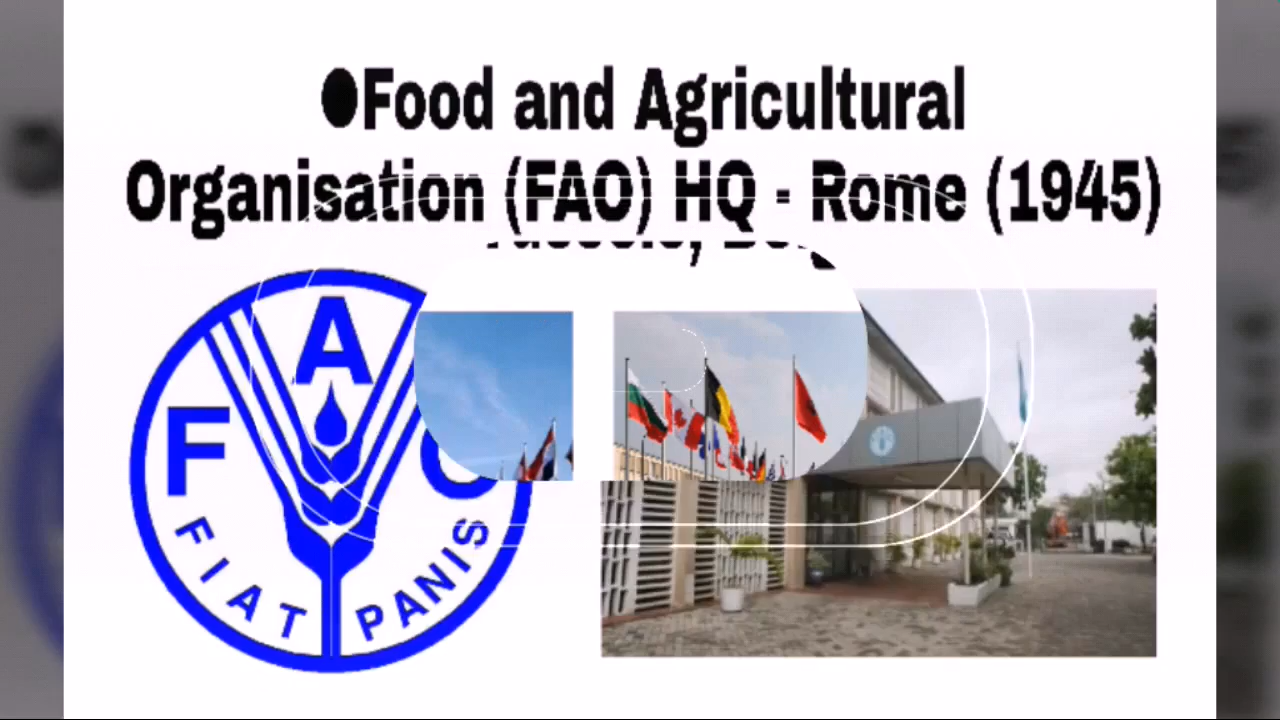 ●Food and Agricultural
Organisation (FAO) HQ - Rome (1945)
A
F
FIAT PANIS